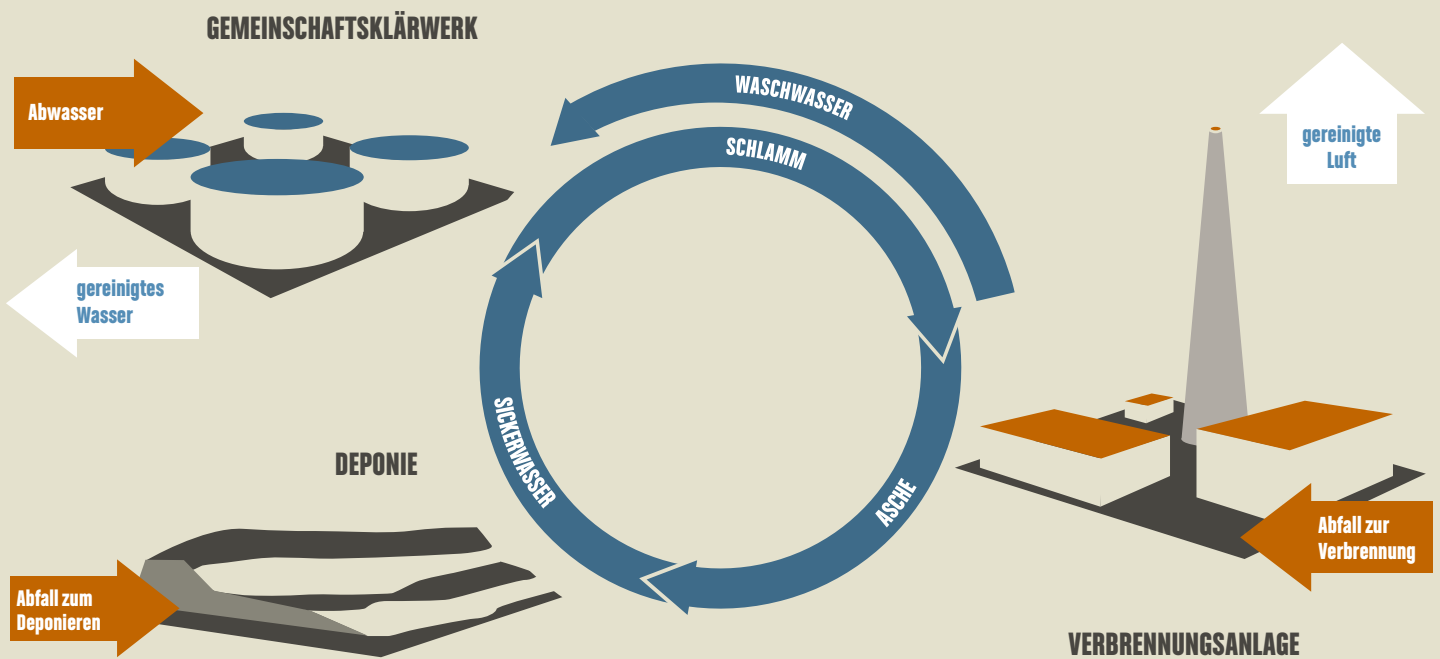 GEMEINSCHAFTSKLÄRWERK
Abwasser
gereinigtes
Wasser
WASCHWASSER
SCHLAMM
gereinigte
Luft
SICKERWASSER
ASCHE
DEPONIE
Abfall zum
Deponieren
Abfall zur
Verbrennung
VERBRENNUNGSANLAGE